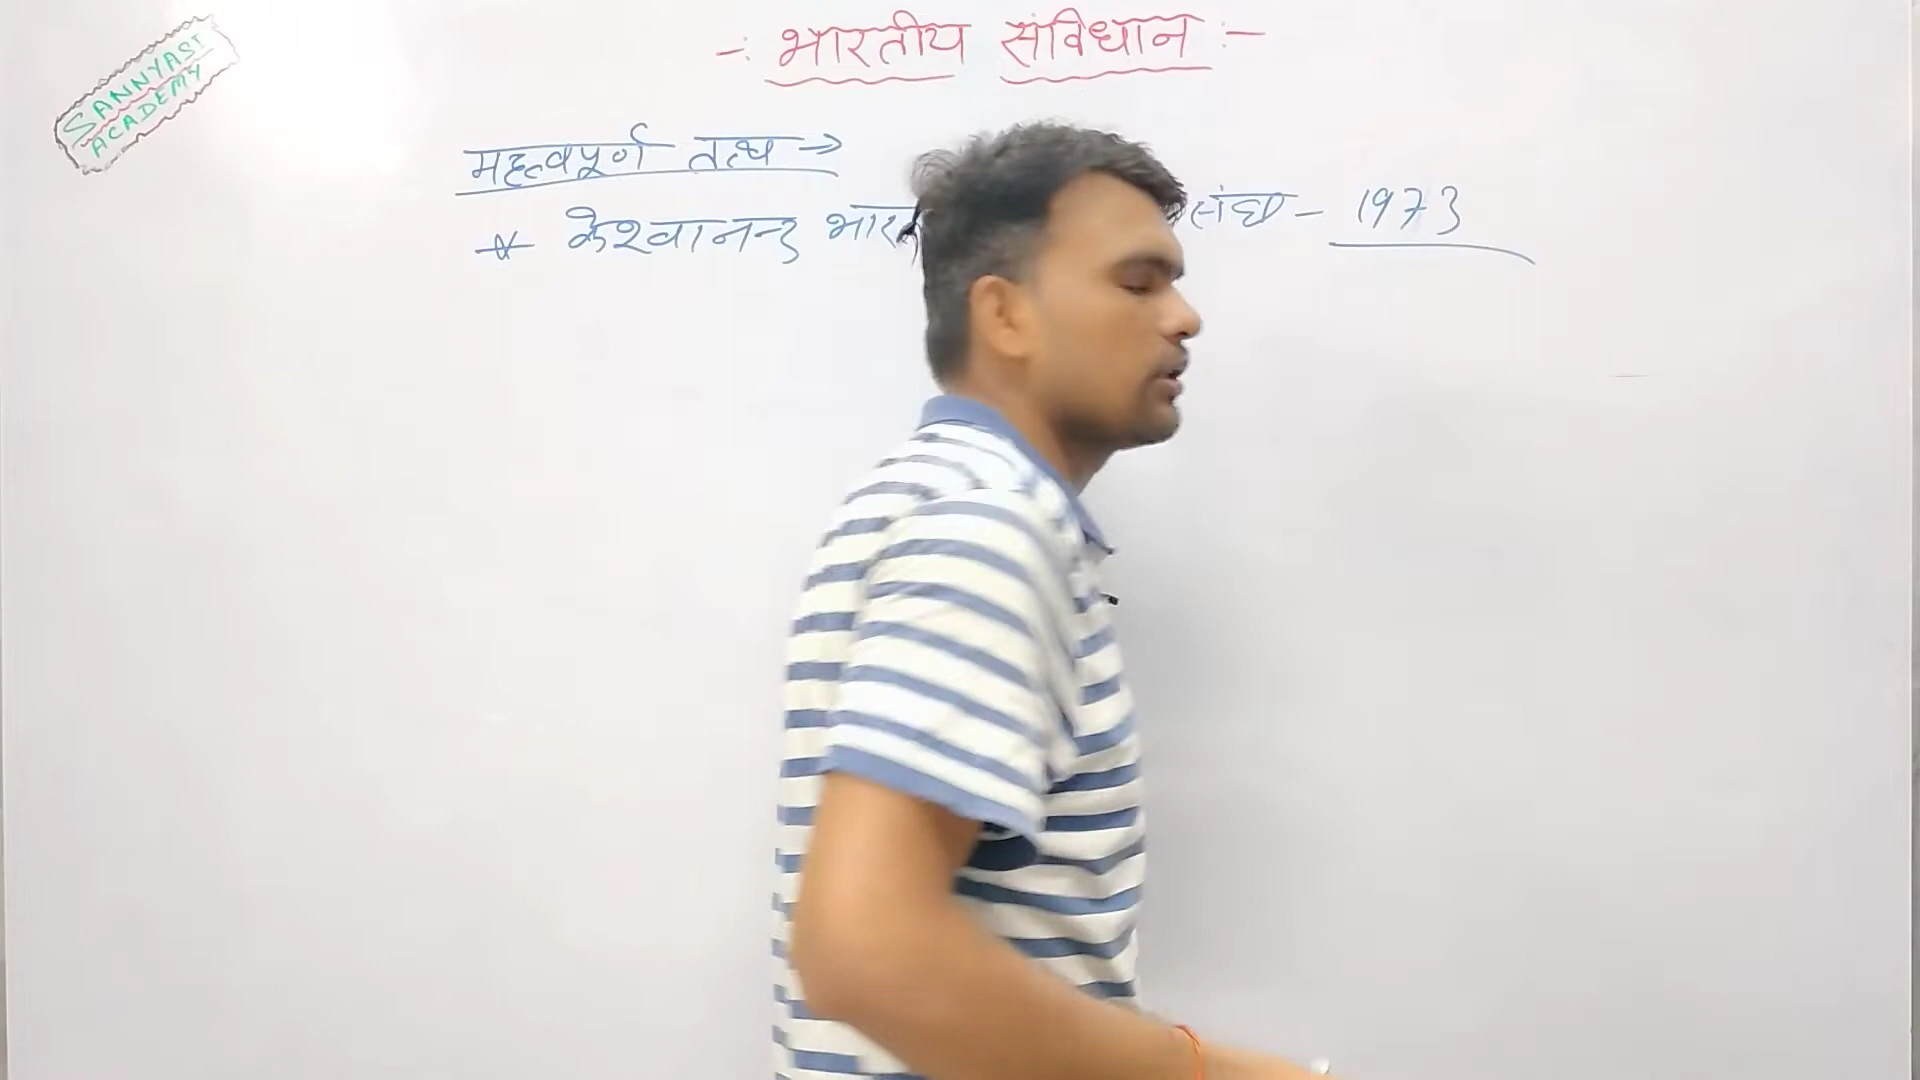 SANNYASI
ACADEMY
-: भारतीय संविधान :-
महत्वपूर्ण तथ्य →
* केशवानन्द भार संघ - 1973